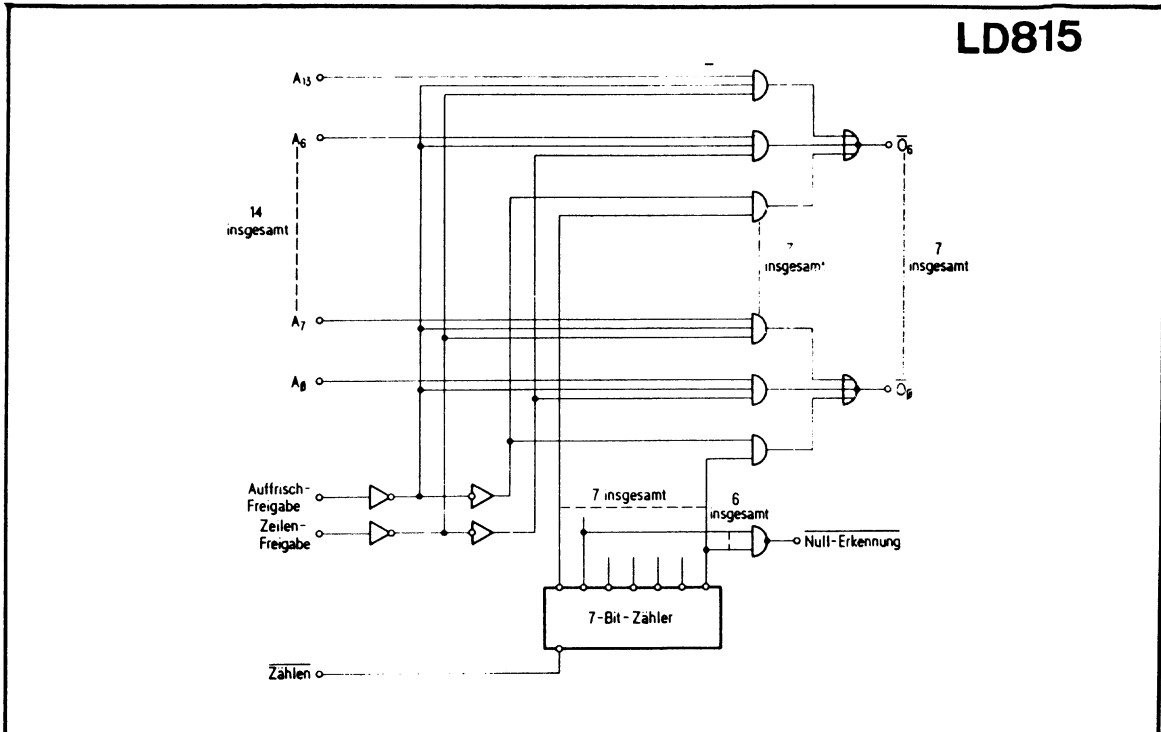 LD815
A13
A6
14
insgesamt
A7
A0
O6
7
insgesamt
7
insgesamt
O0
Auffrisch-
Freigabe
Zeilen-
Freigabe
7 insgesamt
6
insgesamt
Null-Erkennung
7-Bit-Zähler
Zählen